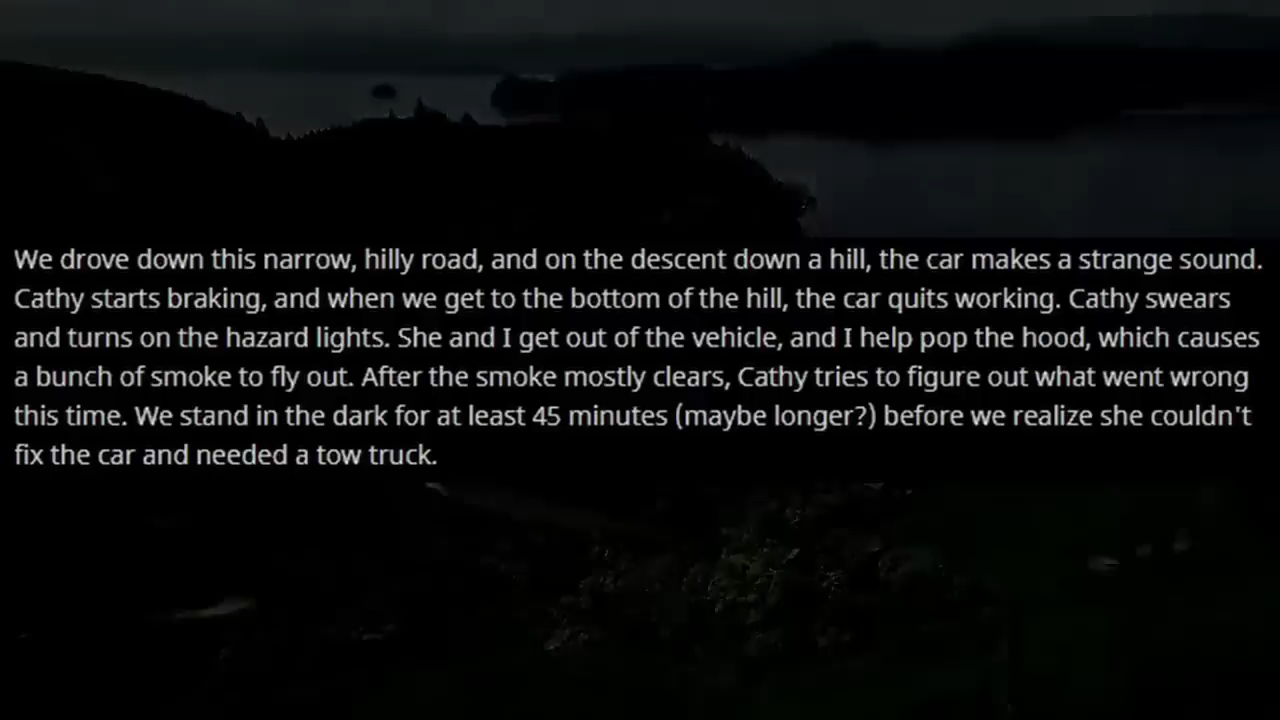 We drove down this narrow, hilly road, and on the descent down a hill, the car makes a strange sound.
Cathy starts braking, and when we get to the bottom of the hill, the car quits working. Cathy swears
and turns on the hazard lights. She and I get out of the vehicle, and I help pop the hood, which causes
a bunch of smoke to fly out. After the smoke mostly clears, Cathy tries to figure out what went wrong
this time. We stand in the dark for at least 45 minutes (maybe longer?) before we realize she couldn't
fix the car and needed a tow truck.